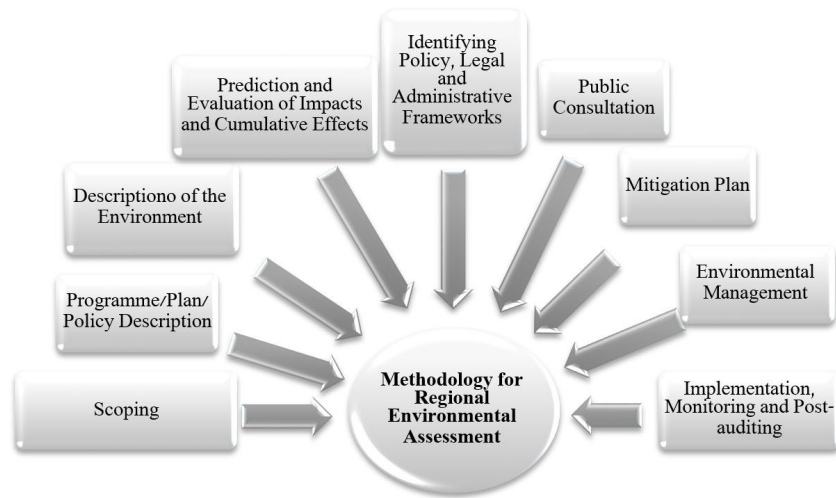 Scoping
Programme/Plan/
Policy Description
Descriptiono of the
Environment
Prediction and
Evaluation of Impacts
and Cumulative Effects
Identifying
Policy, Legal
and
Administrative
Frameworks
Public
Consultation
Mitigation Plan
Environmental
Management
Implementation,
Monitoring and Post-
auditing
Methodology for
Regional
Environmental
Assessment